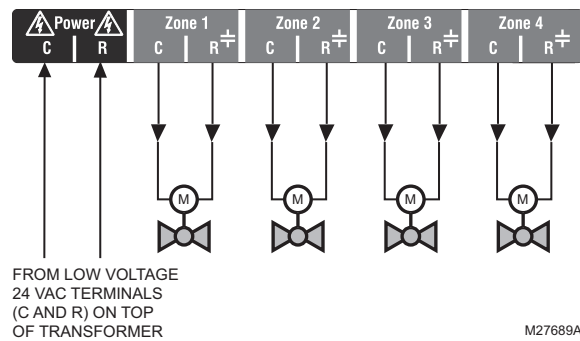 Power Zone 1 Zone 2 Zone 3 Zone 4
C R C R C R C R C R
M M M M
FROM LOW VOLTAGE
24 VAC TERMINALS
(C AND R) ON TOP
OF TRANSFORMER
M27689A